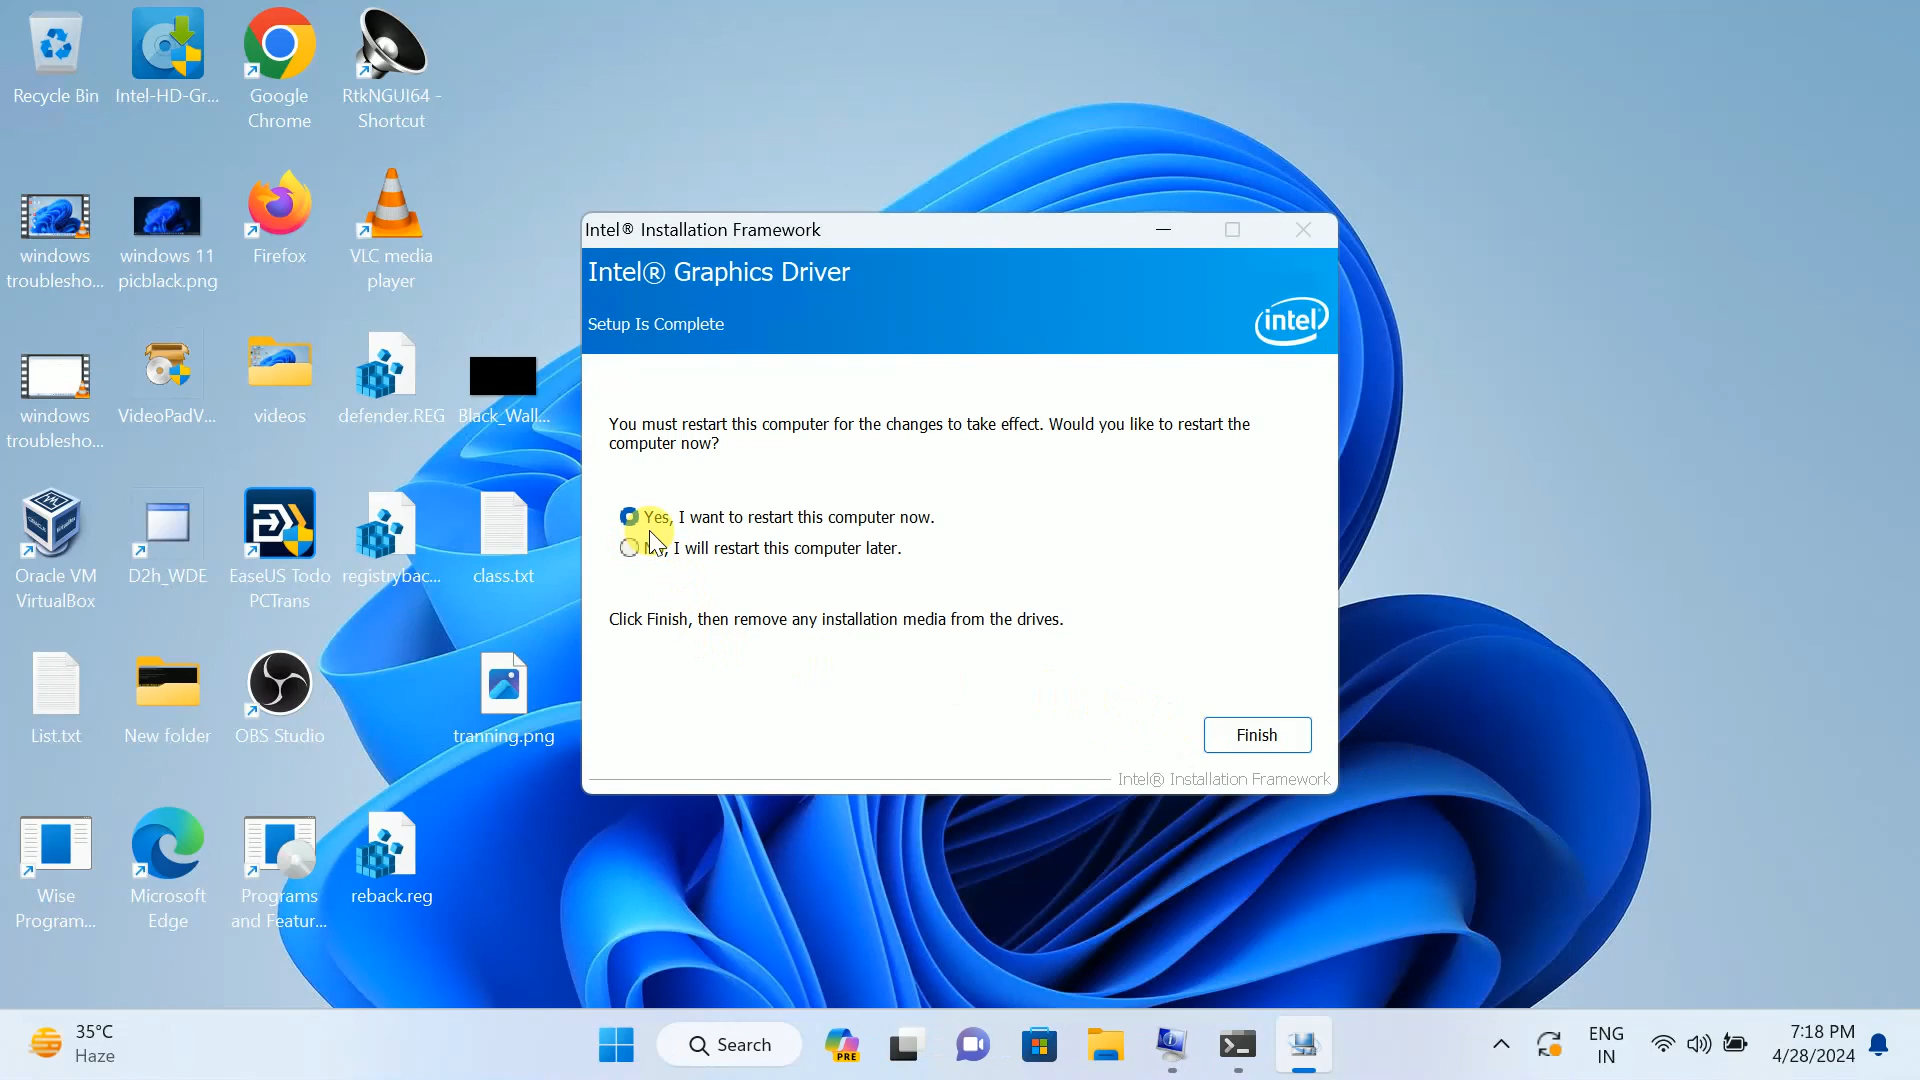 Recycle Bin
Intel-HD-Gr...
Google
Chrome
RtkNGUI64 -
Shortcut
windows
troublesho...
windows 11
picblack.png
Firefox
VLC media
player
windows
troublesho...
VideoPadV...
videos
defender.REG
Black_Wall...
Oracle VM
VirtualBox
D2h_WDE
EaseUS Todo
PCTrans
registrybac...
class.txt
List.txt
New folder
OBS Studio
tranning.png
Wise
Program...
Microsoft
Edge
Programs
and Featur...
reback.reg
Intel® Installation Framework
Intel® Graphics Driver
Setup Is Complete
intel
You must restart this computer for the changes to take effect. Would you like to restart the
computer now?
Yes, I want to restart this computer now.
No, I will restart this computer later.
Click Finish, then remove any installation media from the drives.
Finish
Intel® Installation Framework
35°C
Haze
Search
PRE
ENG
IN
7:18 PM
4/28/2024